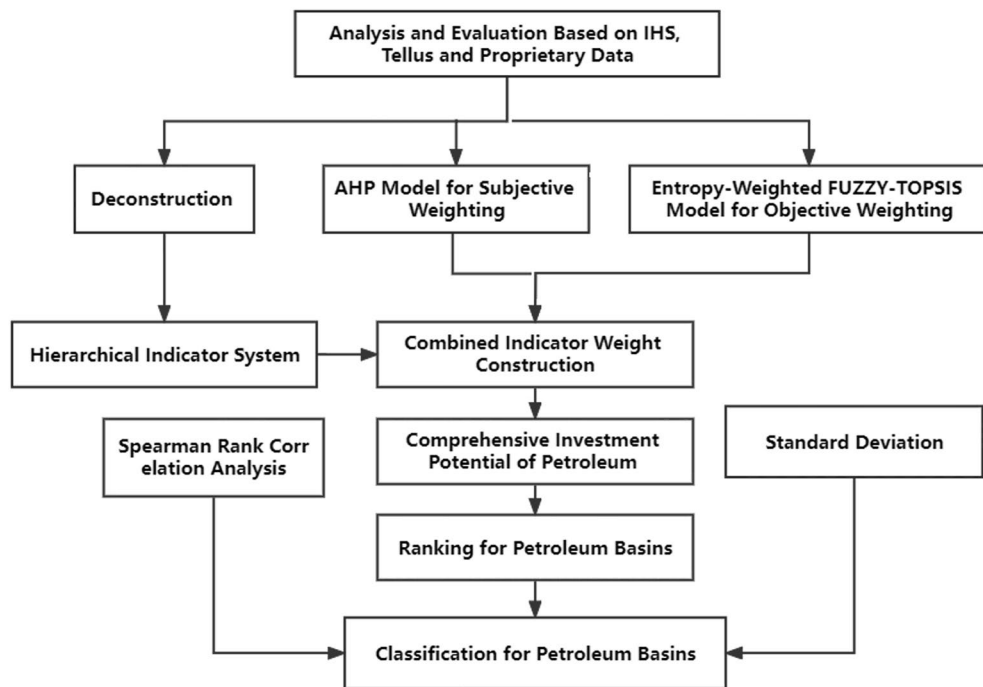 Analysis and Evaluation Based on IHS,
Tellus and Proprietary Data
Deconstruction
AHP Model for Subjective
Weighting
Entropy-Weighted FUZZY-TOPSIS
Model for Objective Weighting
Hierarchical Indicator System
Combined Indicator Weight
Construction
Spearman Rank Corr
elation Analysis
Comprehensive Investment
Potential of Petroleum
Standard Deviation
Ranking for Petroleum Basins
Classification for Petroleum Basins